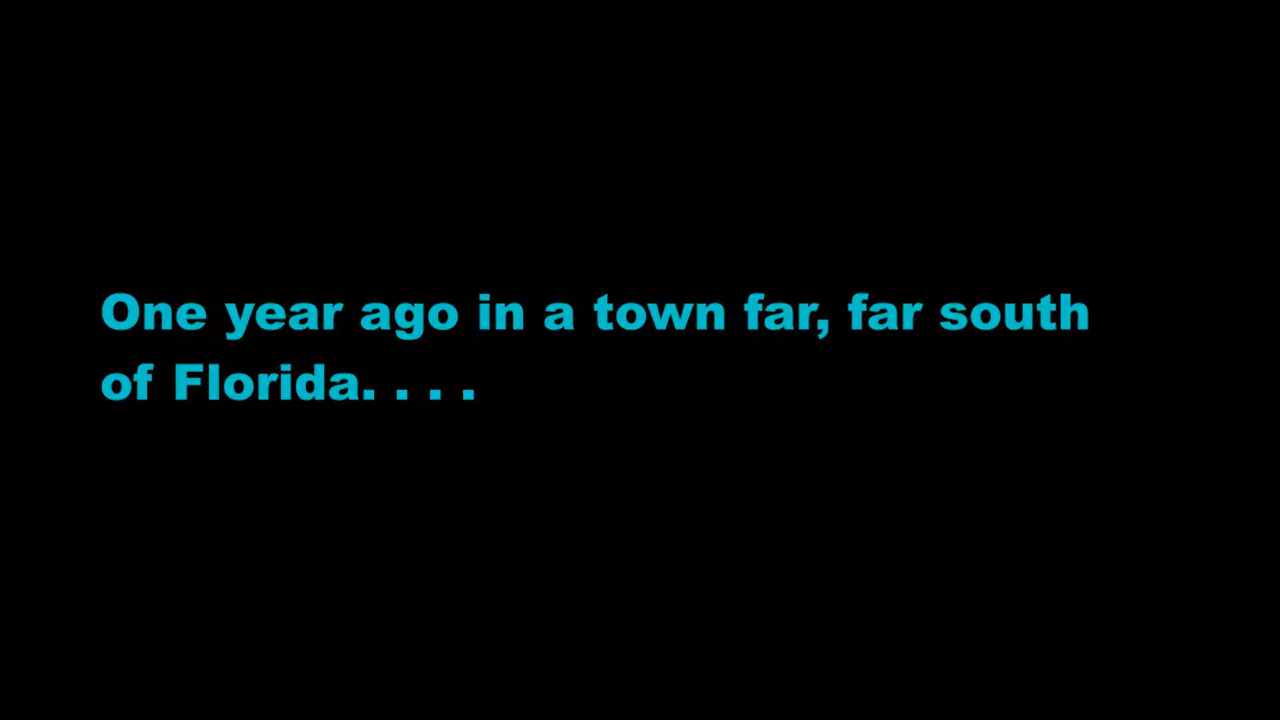 One year ago in a town far, far south
of Florida. . . .